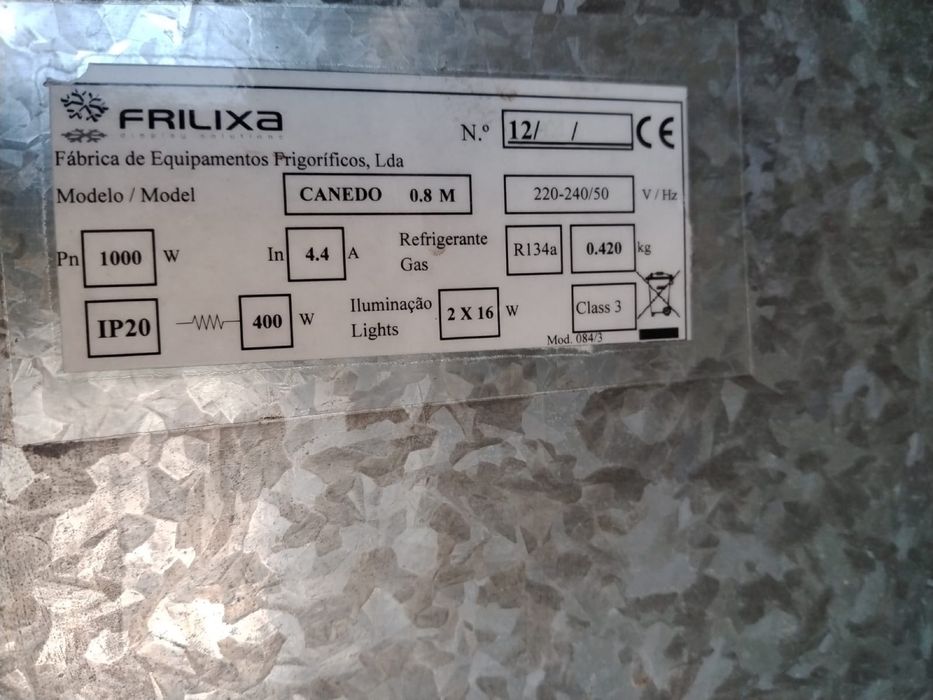 FRILIXa
display solutions
N.º 12/ /
CE
Fábrica de Equipamentos Frigoríficos, Lda
Modelo / Model CANEDO 0.8 M 220-240/50 V / Hz
Pn 1000 W In 4.4 A Refrigerante Gas R134a 0.420 kg
IP20 400 W Iluminação Lights 2 X 16 W Class 3
Mod. 084/3